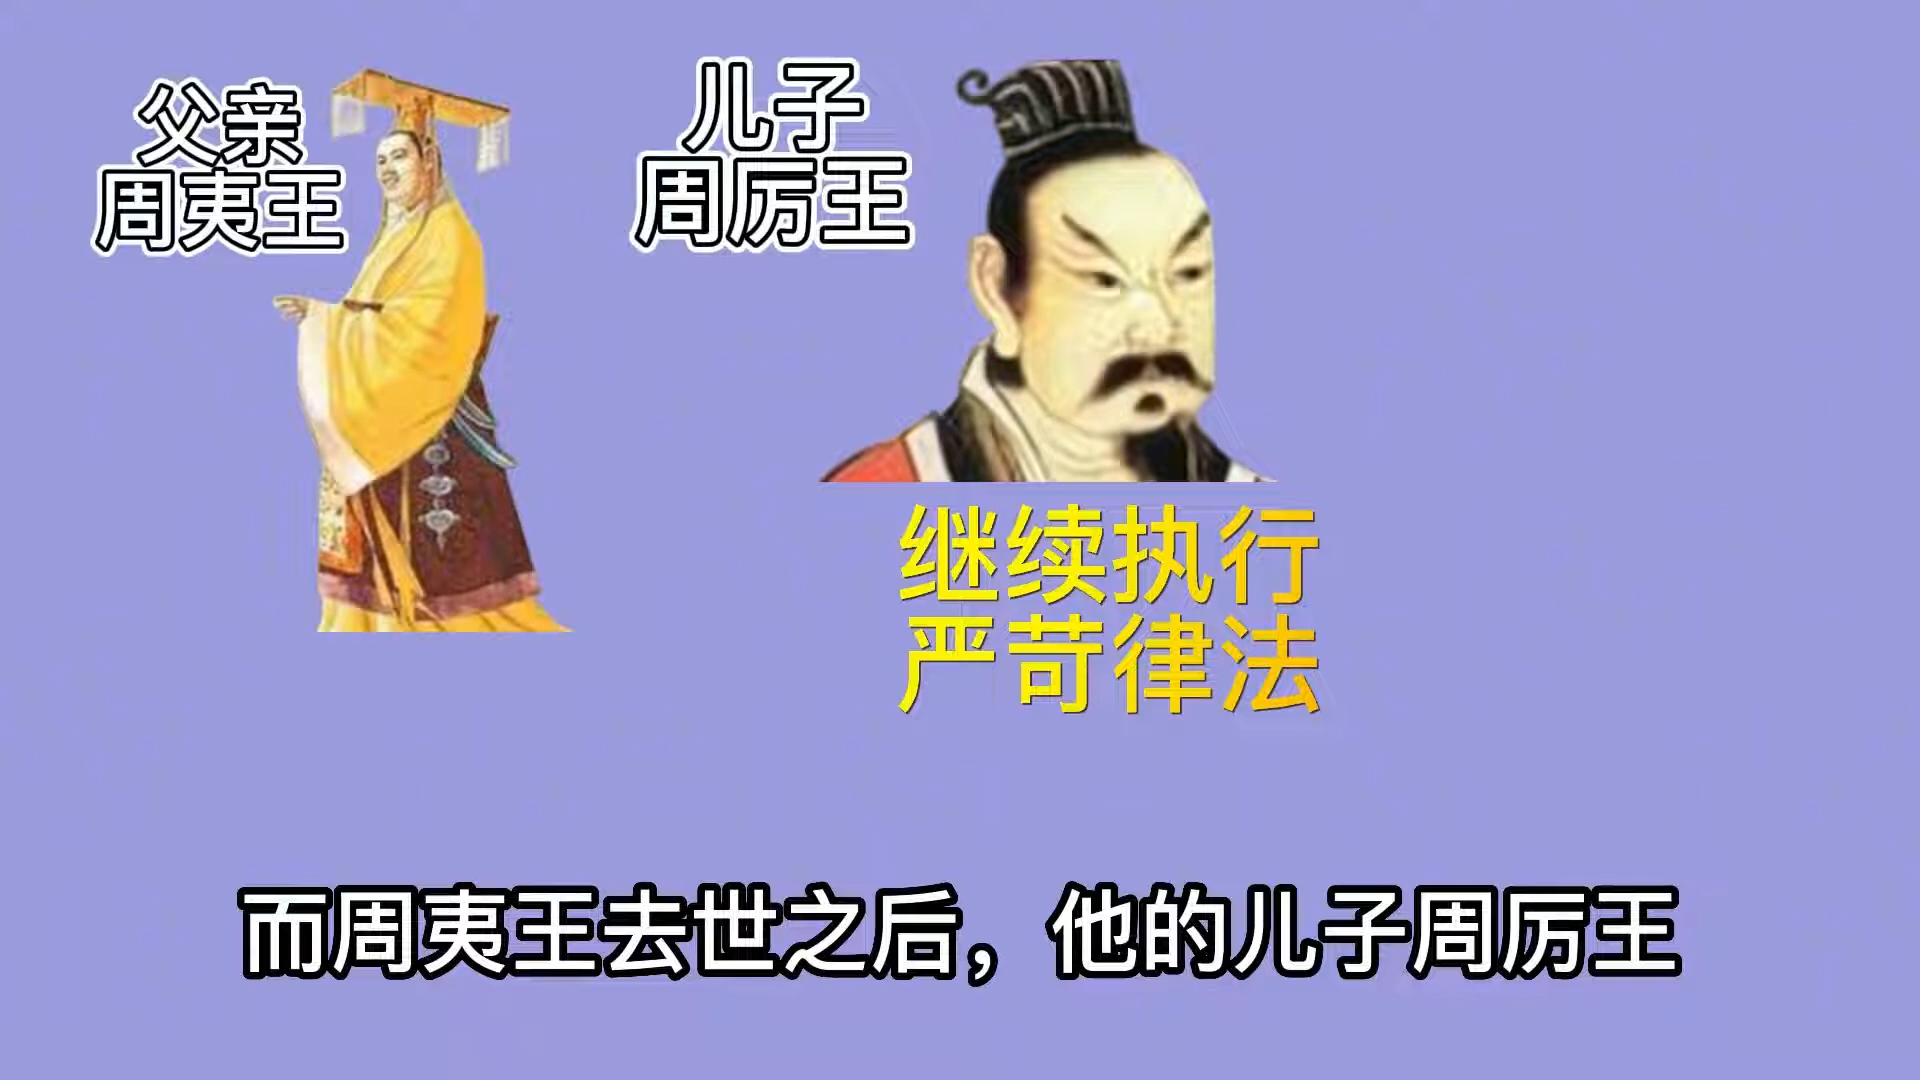 父亲
周夷王
儿子
周厉王
继续执行
严苛律法
而周夷王去世之后，他的儿子周厉王